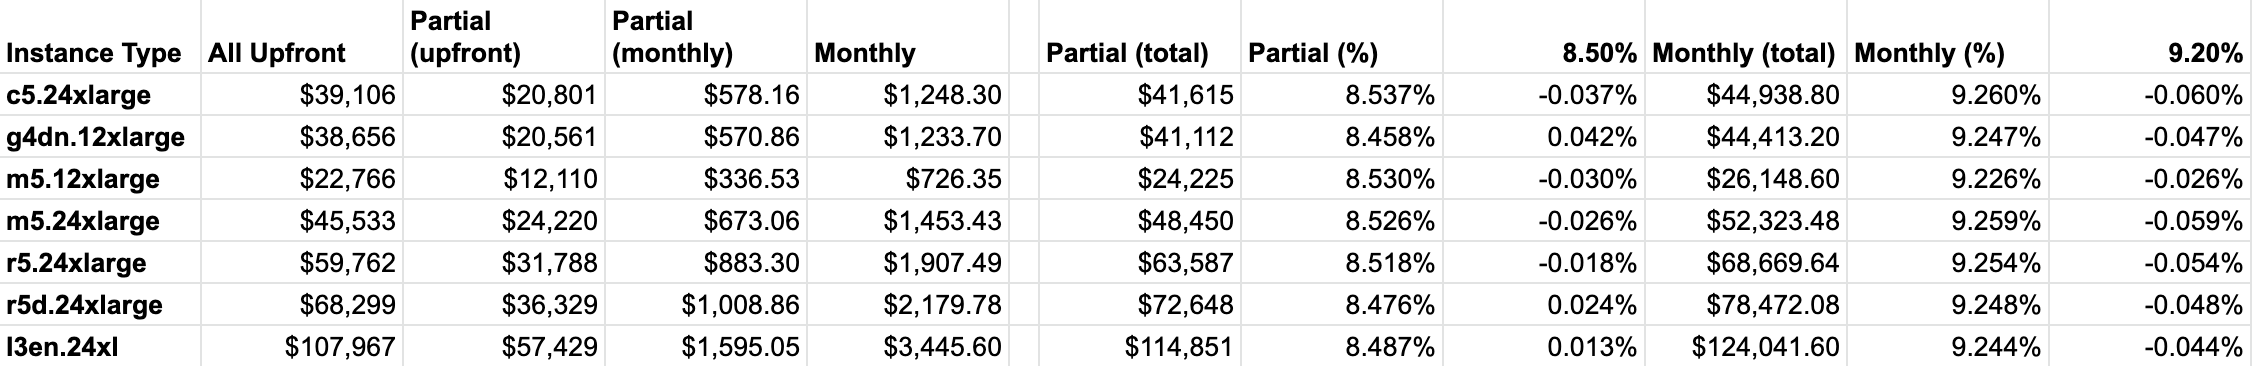 Instance Type All Upfront Partial (upfront) Partial (monthly) Monthly Partial (total) Partial (%) 8.50% Monthly (total) Monthly (%) 9.20%
c5.24xlarge $39,106 $20,801 $578.16 $1,248.30 $41,615 8.537% -0.037% $44,938.80 9.260% -0.060%
g4dn.12xlarge $38,656 $20,561 $570.86 $1,233.70 $41,112 8.458% 0.042% $44,413.20 9.247% -0.047%
m5.12xlarge $22,766 $12,110 $336.53 $726.35 $24,225 8.530% -0.030% $26,148.60 9.226% -0.026%
m5.24xlarge $45,533 $24,220 $673.06 $1,453.43 $48,450 8.526% -0.026% $52,323.48 9.259% -0.059%
r5.24xlarge $59,762 $31,788 $883.30 $1,907.49 $63,587 8.518% -0.018% $68,669.64 9.254% -0.054%
r5d.24xlarge $68,299 $36,329 $1,008.86 $2,179.78 $72,648 8.476% 0.024% $78,472.08 9.248% -0.048%
I3en.24xl $107,967 $57,429 $1,595.05 $3,445.60 $114,851 8.487% 0.013% $124,041.60 9.244% -0.044%